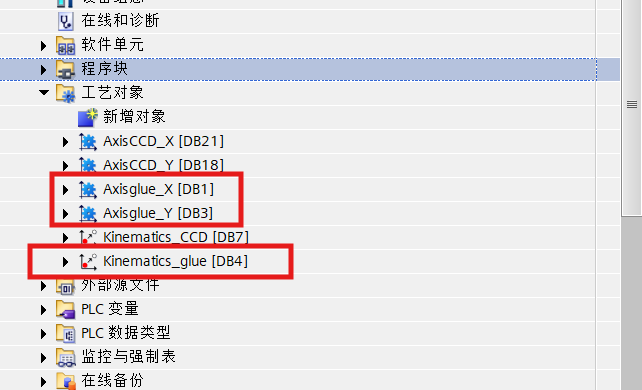 在线和诊断
软件单元
程序块
工艺对象
新增对象
AxisCCD_X [DB21]
AxisCCD_Y [DB18]
Axisglue_X [DB1]
Axisglue_Y [DB3]
Kinematics_CCD [DB7]
Kinematics_glue [DB4]
外部源文件
PLC 变量
PLC 数据类型
监控与强制表
在线备份